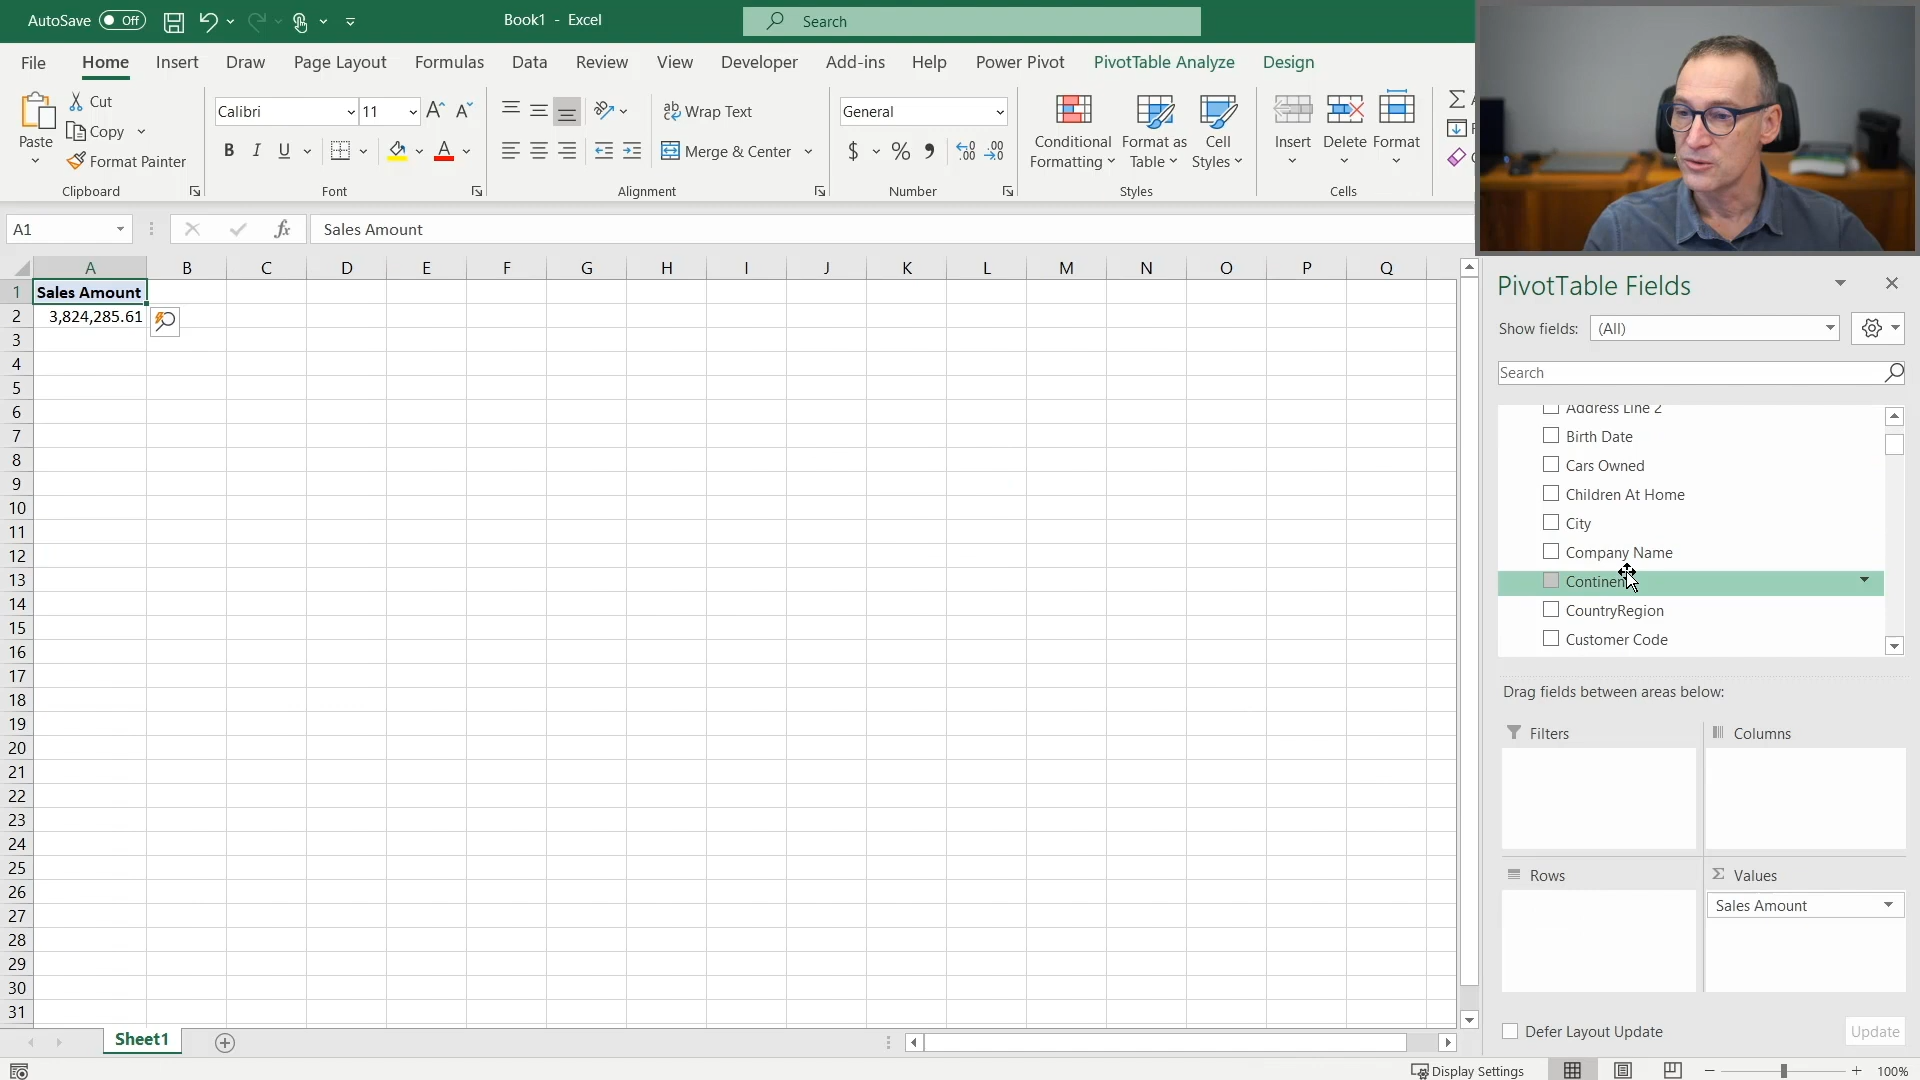 AutoSave Off
Book1 - Excel
Search
File Home Insert Draw Page Layout Formulas Data Review View Developer Add-ins Help Power Pivot PivotTable Analyze Design
Paste
Cut
Copy
Format Painter
Clipboard
Calibri 11
B I U
Font
Wrap Text
Merge & Center
Alignment
General
$ % 9
Number
Conditional Formatting
Format as Table
Cell Styles
Styles
Insert Delete Format
Cells
A1
fx
Sales Amount
A B C D E F G H I J K L M N O P Q
1 Sales Amount
2 3,824,285.61
3
4
5
6
7
8
9
10
11
12
13
14
15
16
17
18
19
20
21
22
23
24
25
26
27
28
29
30
31
Sheet1
PivotTable Fields
Show fields: (All)
Search
Address Line 2
Birth Date
Cars Owned
Children At Home
City
Company Name
Continen
CountryRegion
Customer Code
Drag fields between areas below:
Filters
Columns
Rows
Values
Sales Amount
Defer Layout Update
Update
Display Settings
100%